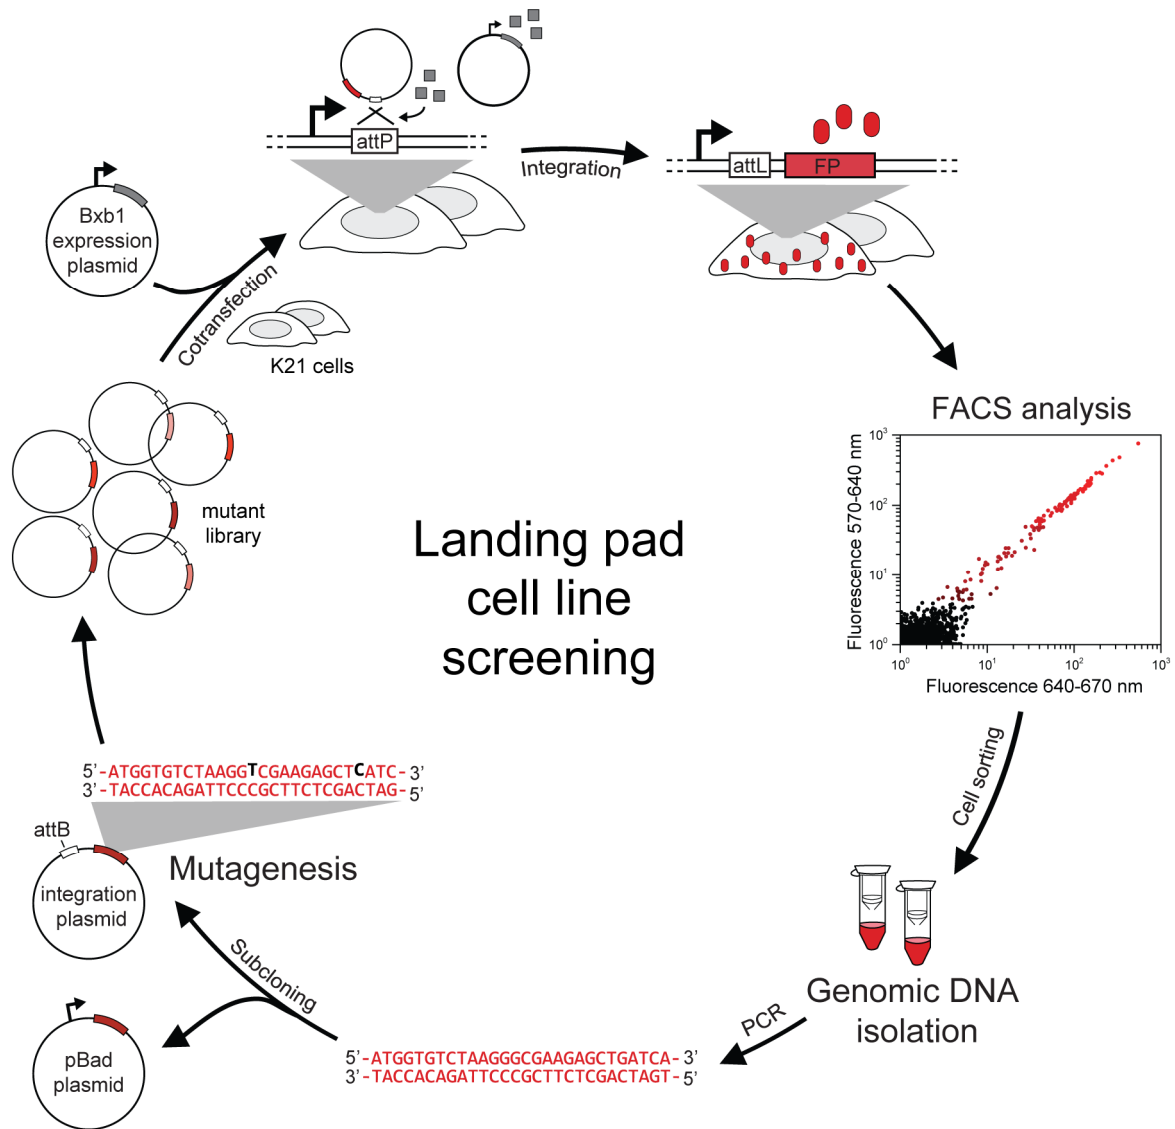 attP
Integration
attL
FP
Bxb1
expression
plasmid
Cotransfection
K21 cells
mutant
library
Landing pad
cell line
screening
FACS analysis
Fluorescence 570-640 nm
10³
10²
10¹
10⁰
10⁰ 10¹ 10² 10³
Fluorescence 640-670 nm
Cell sorting
Genomic DNA
isolation
PCR
5'-ATGGTGTCTAAGGGCGAAGAGCTGATCA-3'
3'-TACCACAGATTCCCGCTTCTCGACTAGT-5'
Subcloning
pBad
plasmid
attB
integration
plasmid
Mutagenesis
5'-ATGGTGTCTAAGGTCGAAGAGCTCATC-3'
3'-TACCACAGATTCCCGCTTCTCGACTAG-5'